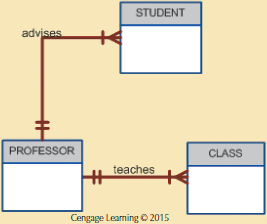 STUDENT
advises
PROFESSOR
CLASS
teaches
Cengage Learning © 2015